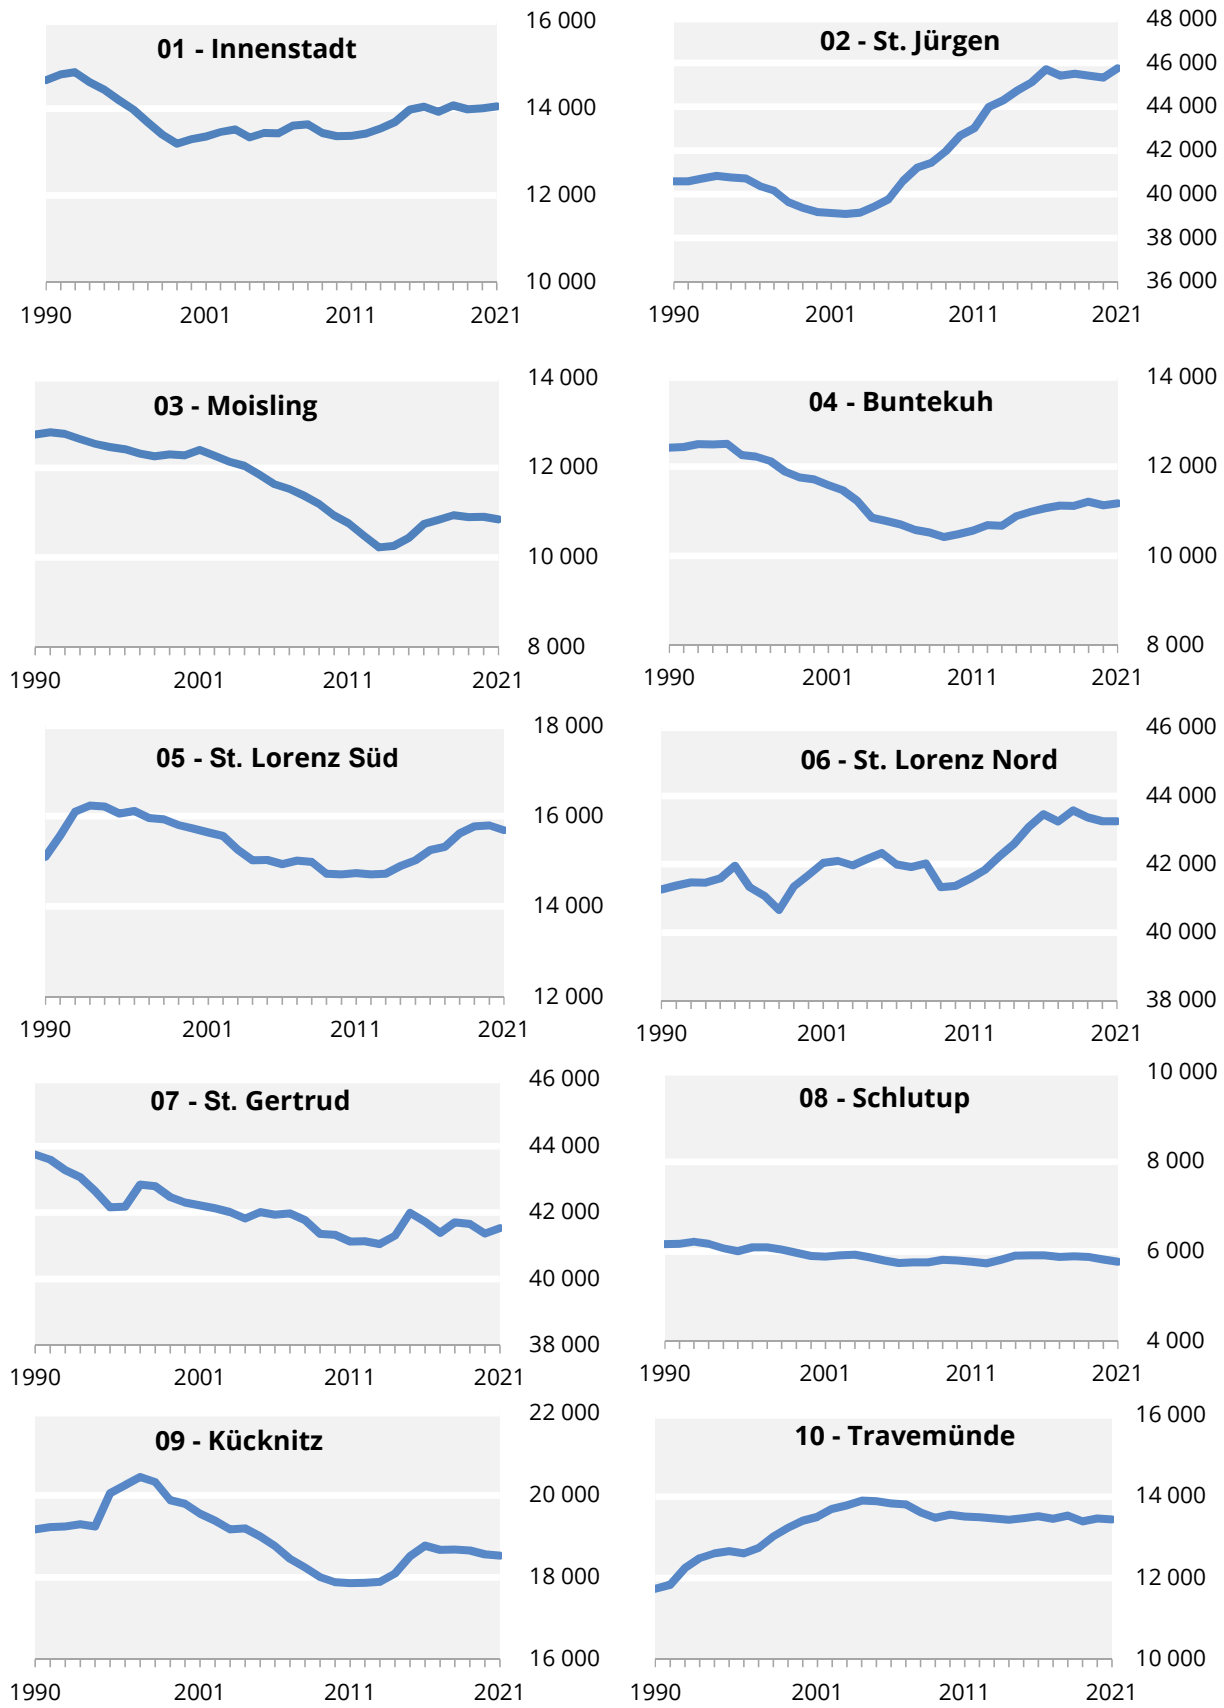 01 - Innenstadt
16 000
14 000
12 000
10 000
1990 2001 2011 2021
02 - St. Jürgen
48 000
46 000
44 000
42 000
40 000
38 000
36 000
1990 2001 2011 2021
03 - Moisling
14 000
12 000
10 000
8 000
1990 2001 2011 2021
04 - Buntekuh
14 000
12 000
10 000
8 000
1990 2001 2011 2021
05 - St. Lorenz Süd
18 000
16 000
14 000
12 000
1990 2001 2011 2021
06 - St. Lorenz Nord
46 000
44 000
42 000
40 000
38 000
1990 2001 2011 2021
07 - St. Gertrud
46 000
44 000
42 000
40 000
38 000
1990 2001 2011 2021
08 - Schlutup
10 000
8 000
6 000
4 000
1990 2001 2011 2021
09 - Kücknitz
22 000
20 000
18 000
16 000
1990 2001 2011 2021
10 - Travemünde
16 000
14 000
12 000
10 000
1990 2001 2011 2021